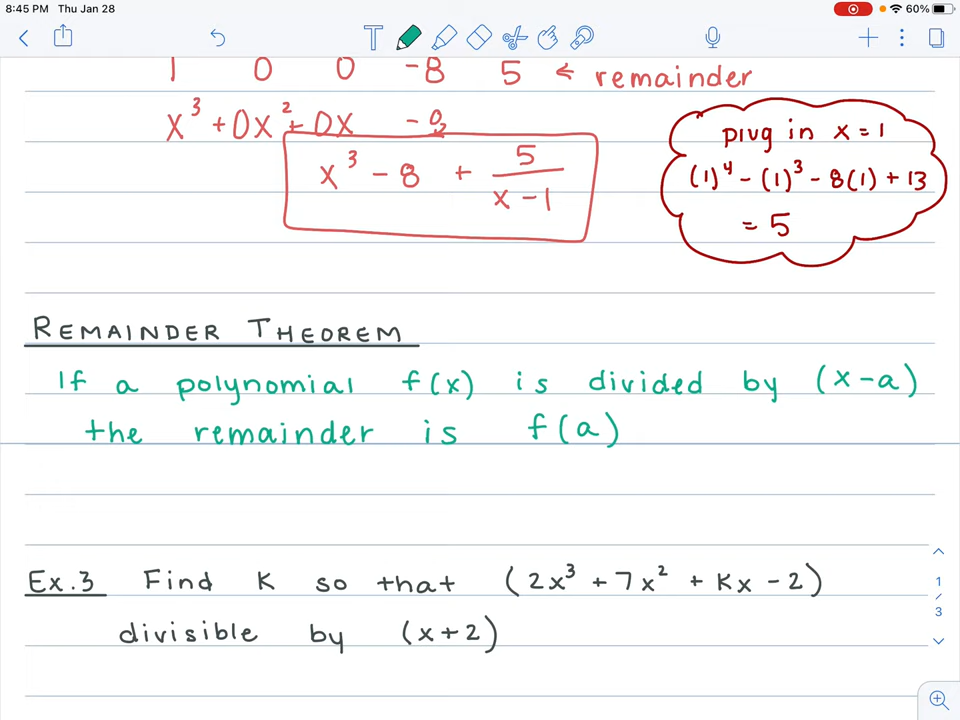 8:45 PM Thu Jan 28
60%
1 0 0 -8 5 ← remainder
x³ + 0x² + 0x - 8
x³ - 8 + 5/(x - 1)
plug in x = 1
(1)⁴ - (1)³ - 8(1) + 13
= 5
REMAINDER THEOREM
If a polynomial f(x) is divided by (x-a)
the remainder is f(a)
Ex.3 Find K so that (2x³ + 7x² + Kx - 2)
divisible by (x+2)
1
/
3